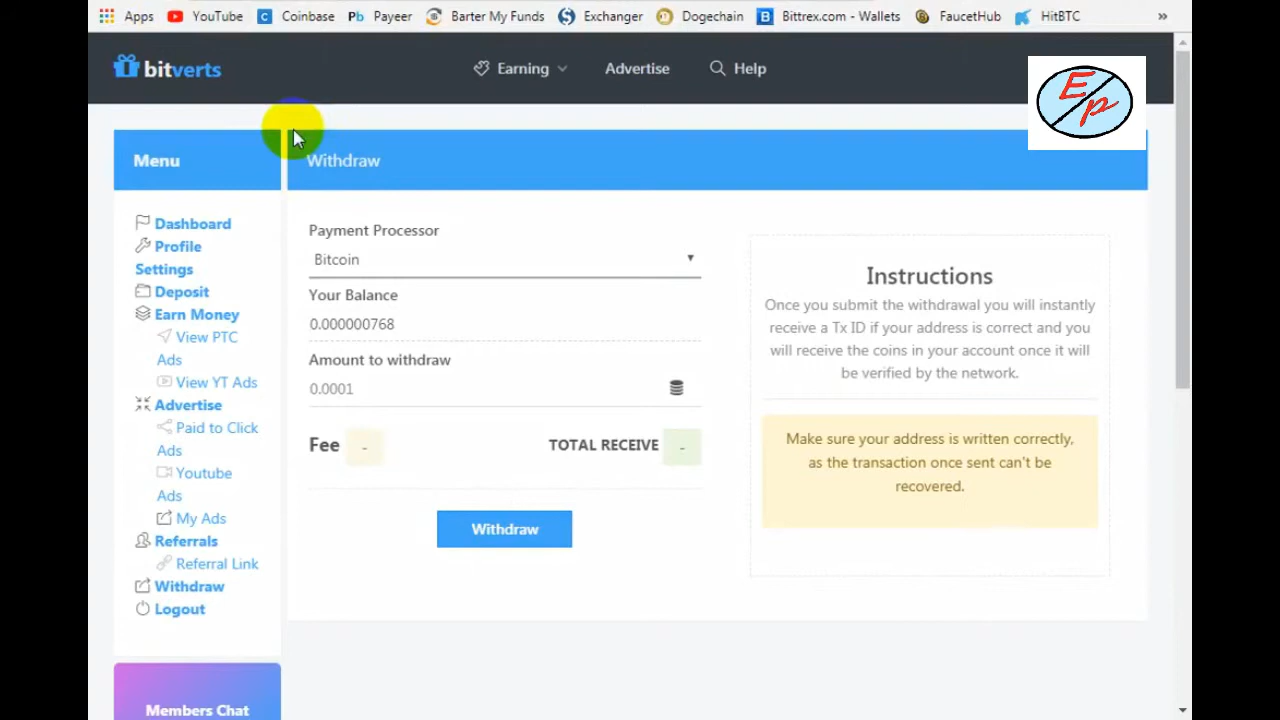 Apps YouTube Coinbase Payeer Barter My Funds Exchanger Dogechain Bittrex.com - Wallets FaucetHub HitBTC »
bitverts Earning Advertise Help
E/p
Menu
Dashboard
Profile
Settings
Deposit
Earn Money
View PTC
Ads
View YT Ads
Advertise
Paid to Click
Ads
Youtube
Ads
My Ads
Referrals
Referral Link
Withdraw
Logout
Members Chat
Withdraw
Payment Processor
Bitcoin
Your Balance
0.000000768
Amount to withdraw
0.0001
Fee - TOTAL RECEIVE -
Withdraw
Instructions
Once you submit the withdrawal you will instantly
receive a Tx ID if your address is correct and you
will receive the coins in your account once it will
be verified by the network.
Make sure your address is written correctly,
as the transaction once sent can't be
recovered.